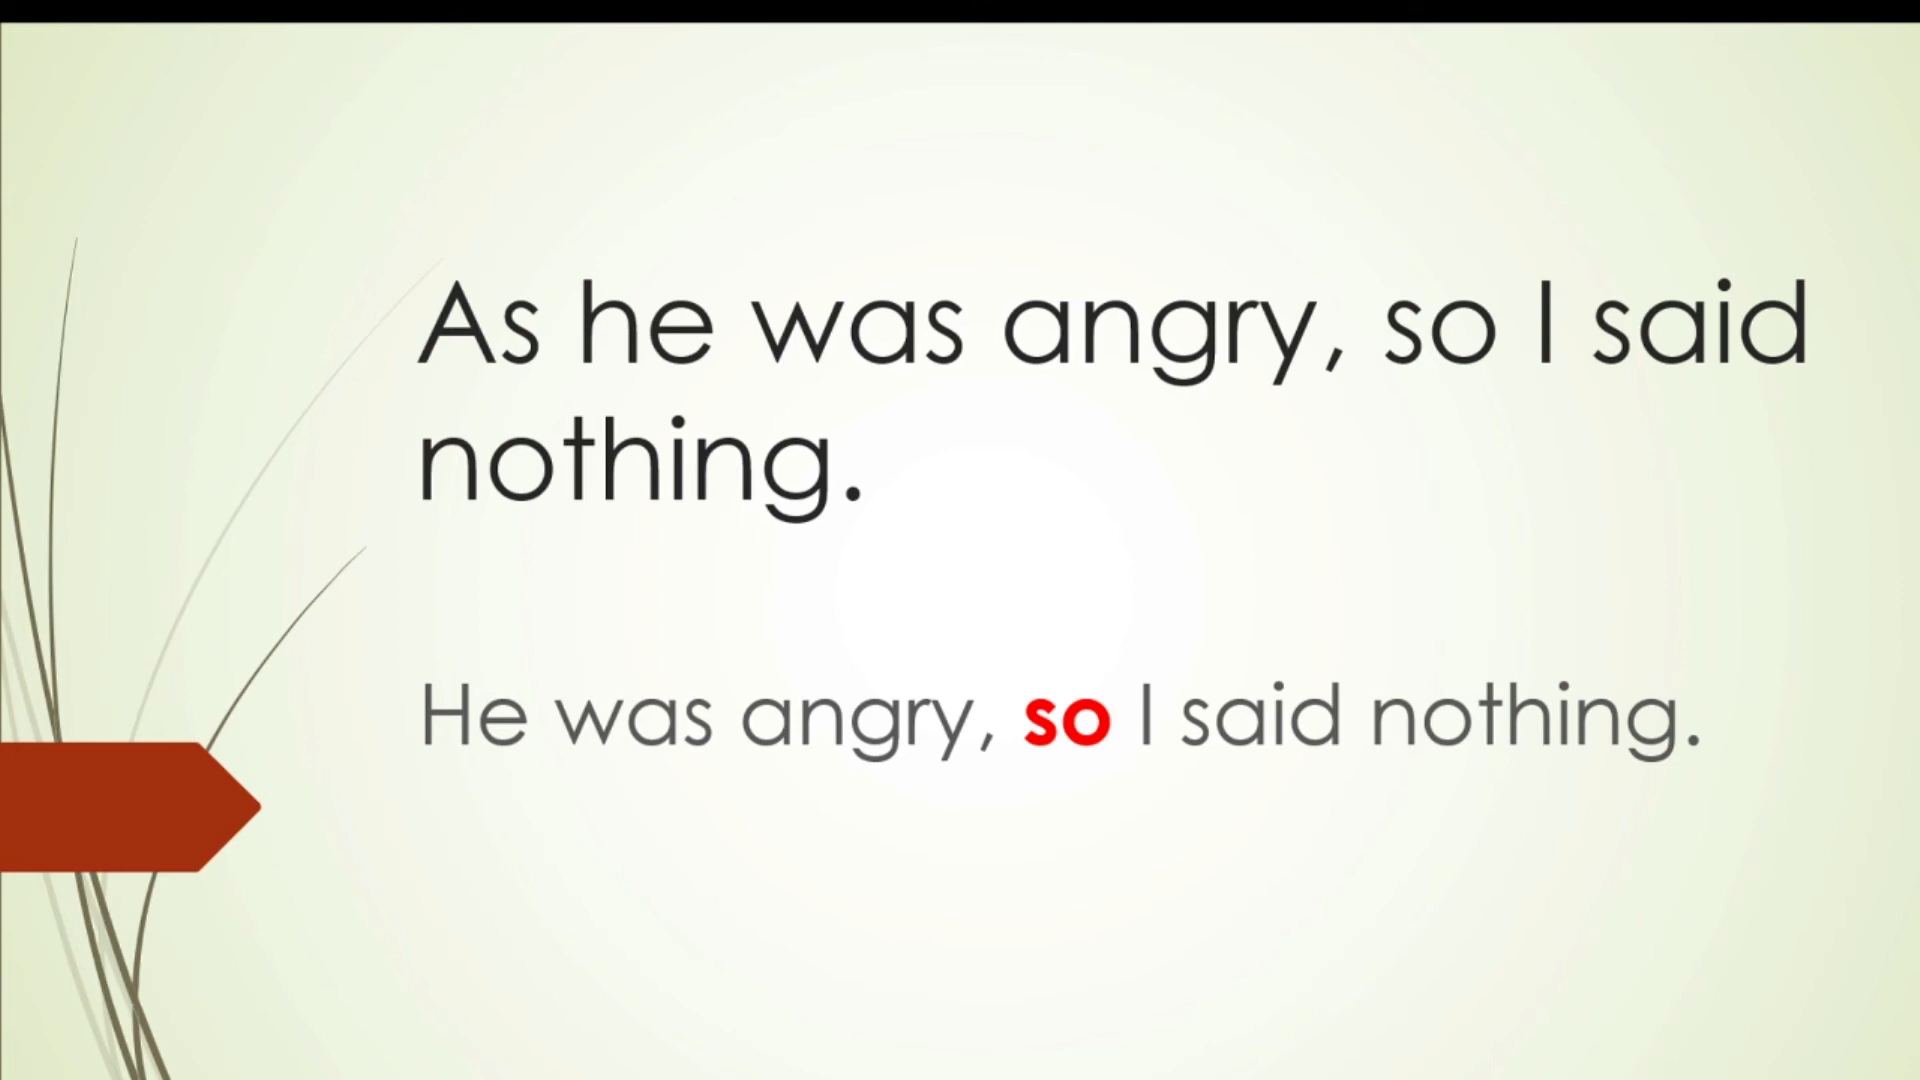 As he was angry, so I said
nothing.
He was angry, so I said nothing.